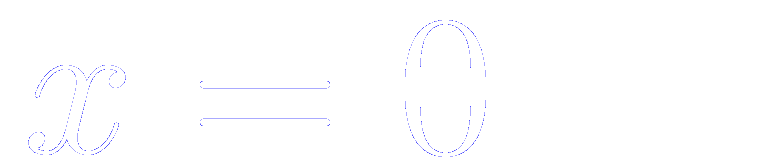 x = 0